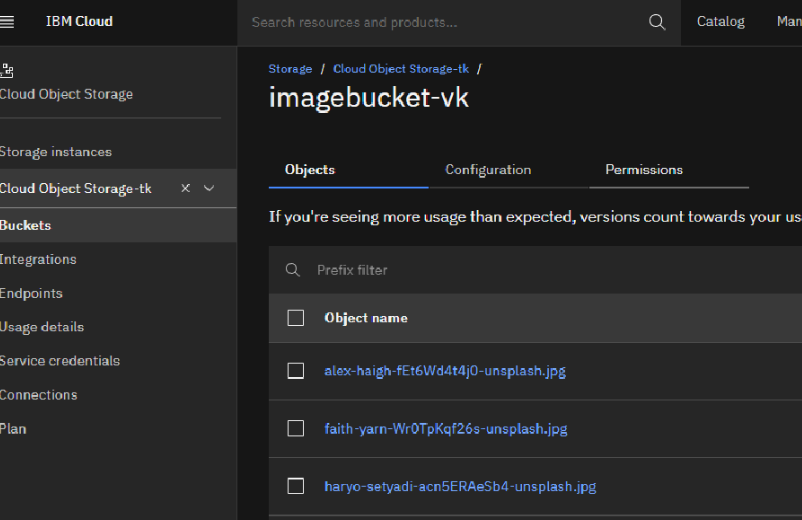 IBM Cloud
Search resources and products...
Catalog
Man
Cloud Object Storage
Storage instances
Cloud Object Storage-tk
Buckets
Integrations
Endpoints
Usage details
Service credentials
Connections
Plan
Storage / Cloud Object Storage-tk /
imagebucket-vk
Objects Configuration Permissions
If you're seeing more usage than expected, versions count towards your us
Prefix filter
Object name
alex-haigh-fEt6Wd4t4j0-unsplash.jpg
faith-yarn-Wr0TpKqf26s-unsplash.jpg
haryo-setyadi-acn5ERAeSb4-unsplash.jpg